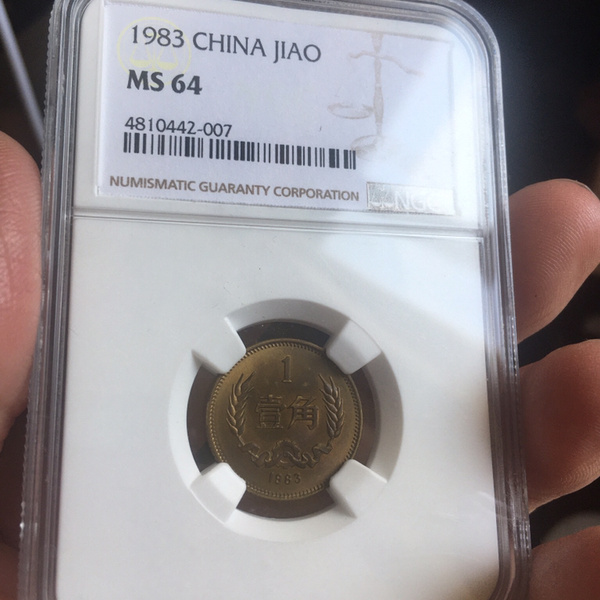 1983 CHINA JIAO
MS 64
4810442-007
NUMISMATIC GUARANTY CORPORATION
NGC
1
壹角
1983